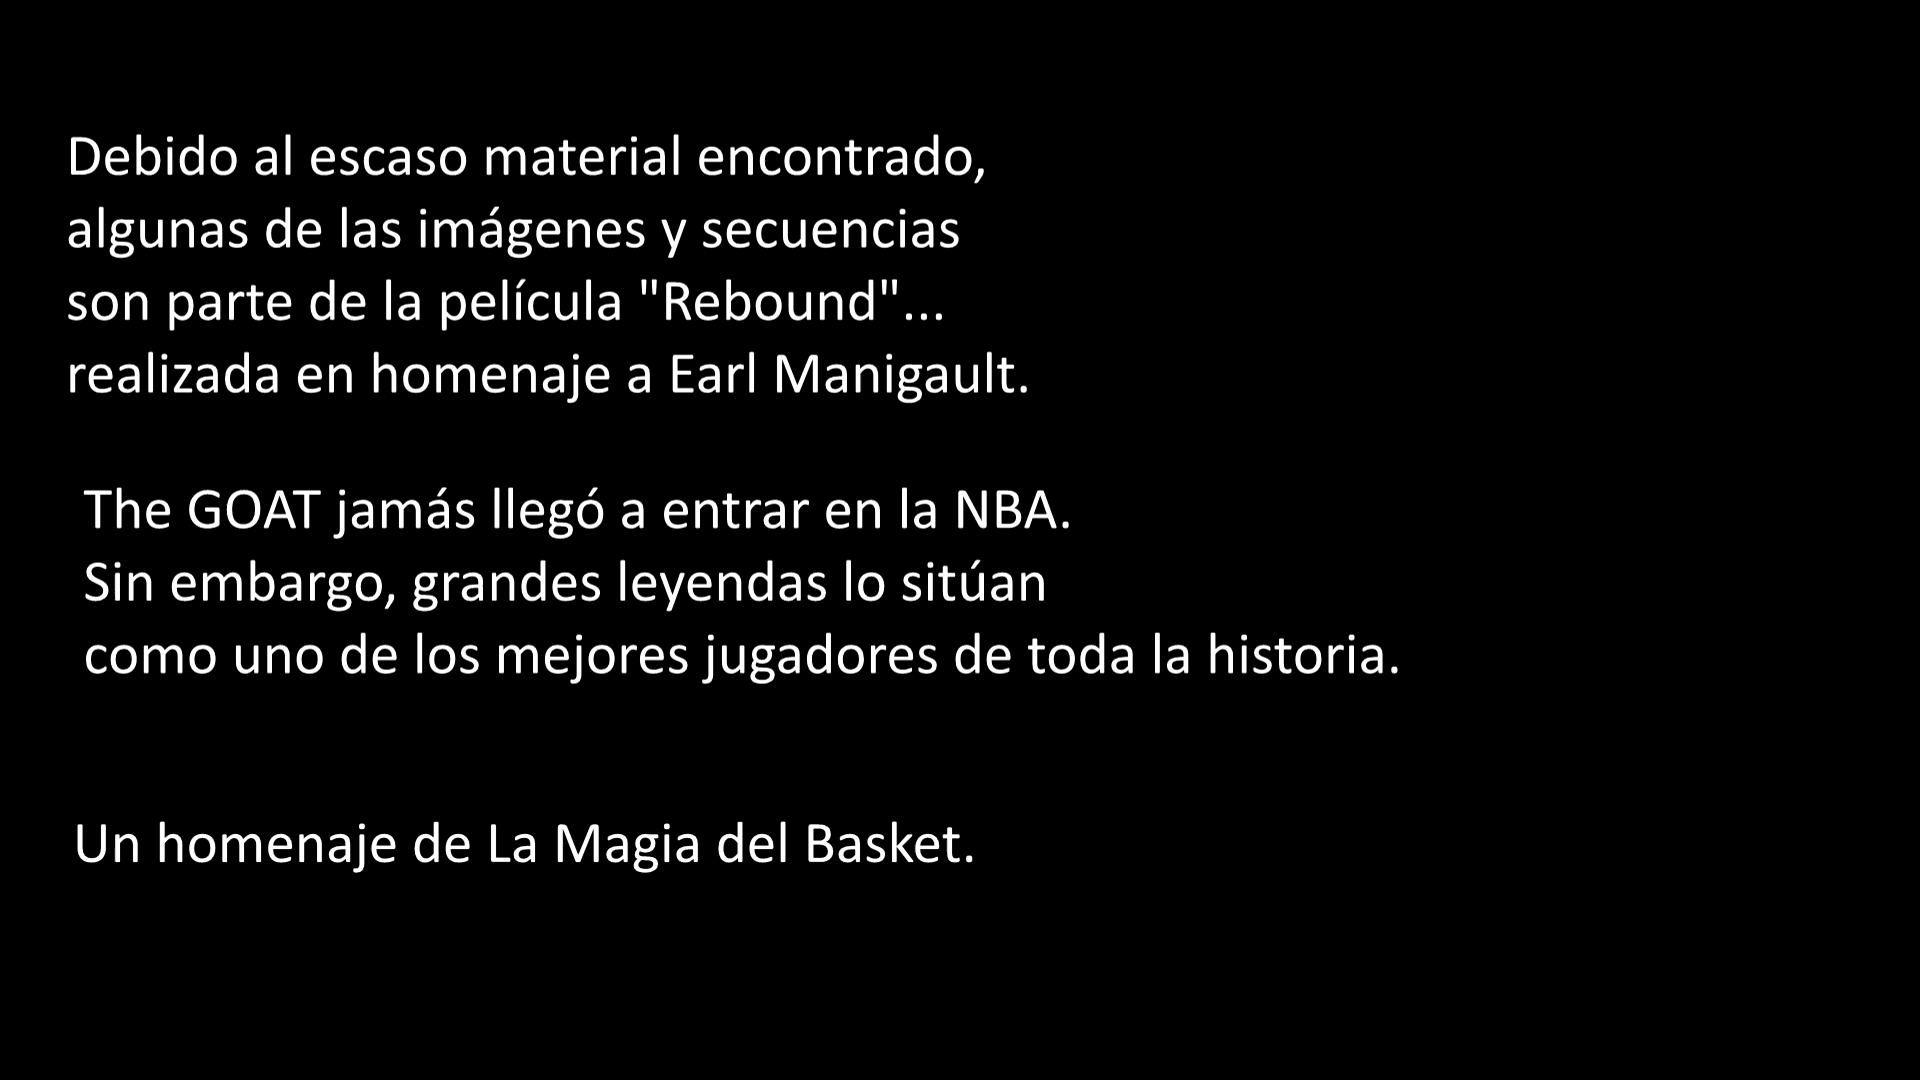 Debido al escaso material encontrado,
algunas de las imágenes y secuencias
son parte de la película "Rebound"...
realizada en homenaje a Earl Manigault.
The GOAT jamás llegó a entrar en la NBA.
Sin embargo, grandes leyendas lo sitúan
como uno de los mejores jugadores de toda la historia.
Un homenaje de La Magia del Basket.